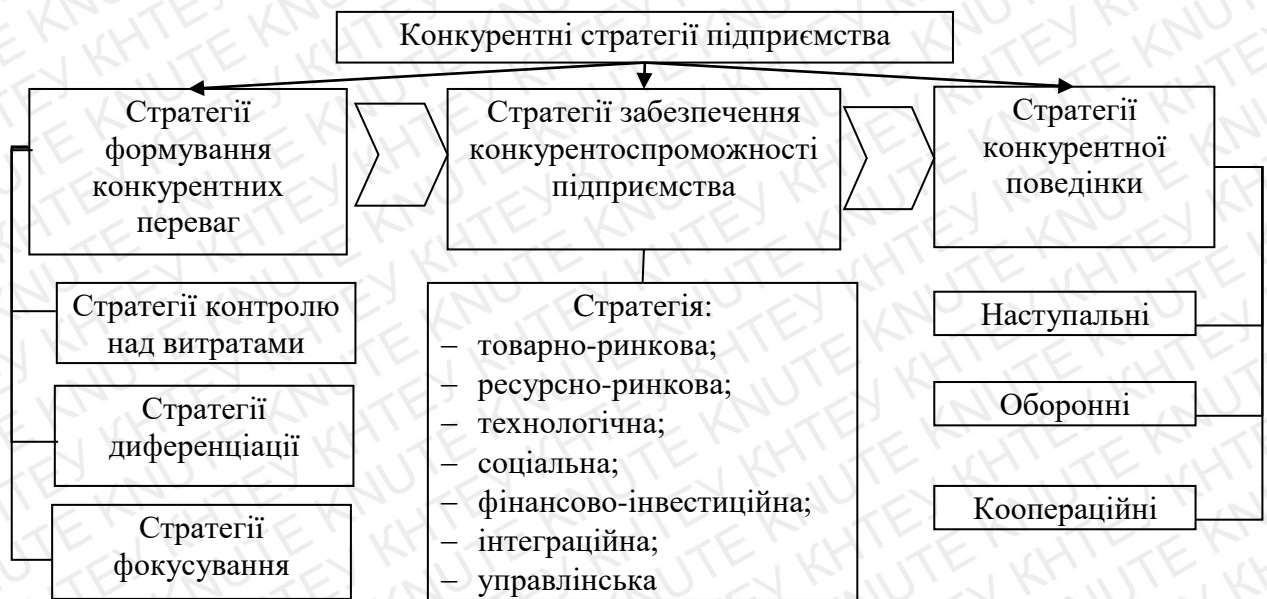 Конкурентні стратегії підприємства
Стратегії
формування
конкурентних
переваг
Стратегії забезпечення
конкурентоспроможності
підприємства
Стратегії
конкурентної
поведінки
Стратегії контролю
над витратами
Стратегії
диференціації
Стратегії
фокусування
Стратегія:
– товарно-ринкова;
– ресурсно-ринкова;
– технологічна;
– соціальна;
– фінансово-інвестиційна;
– інтеграційна;
– управлінська
Наступальні
Оборонні
Коопераційні